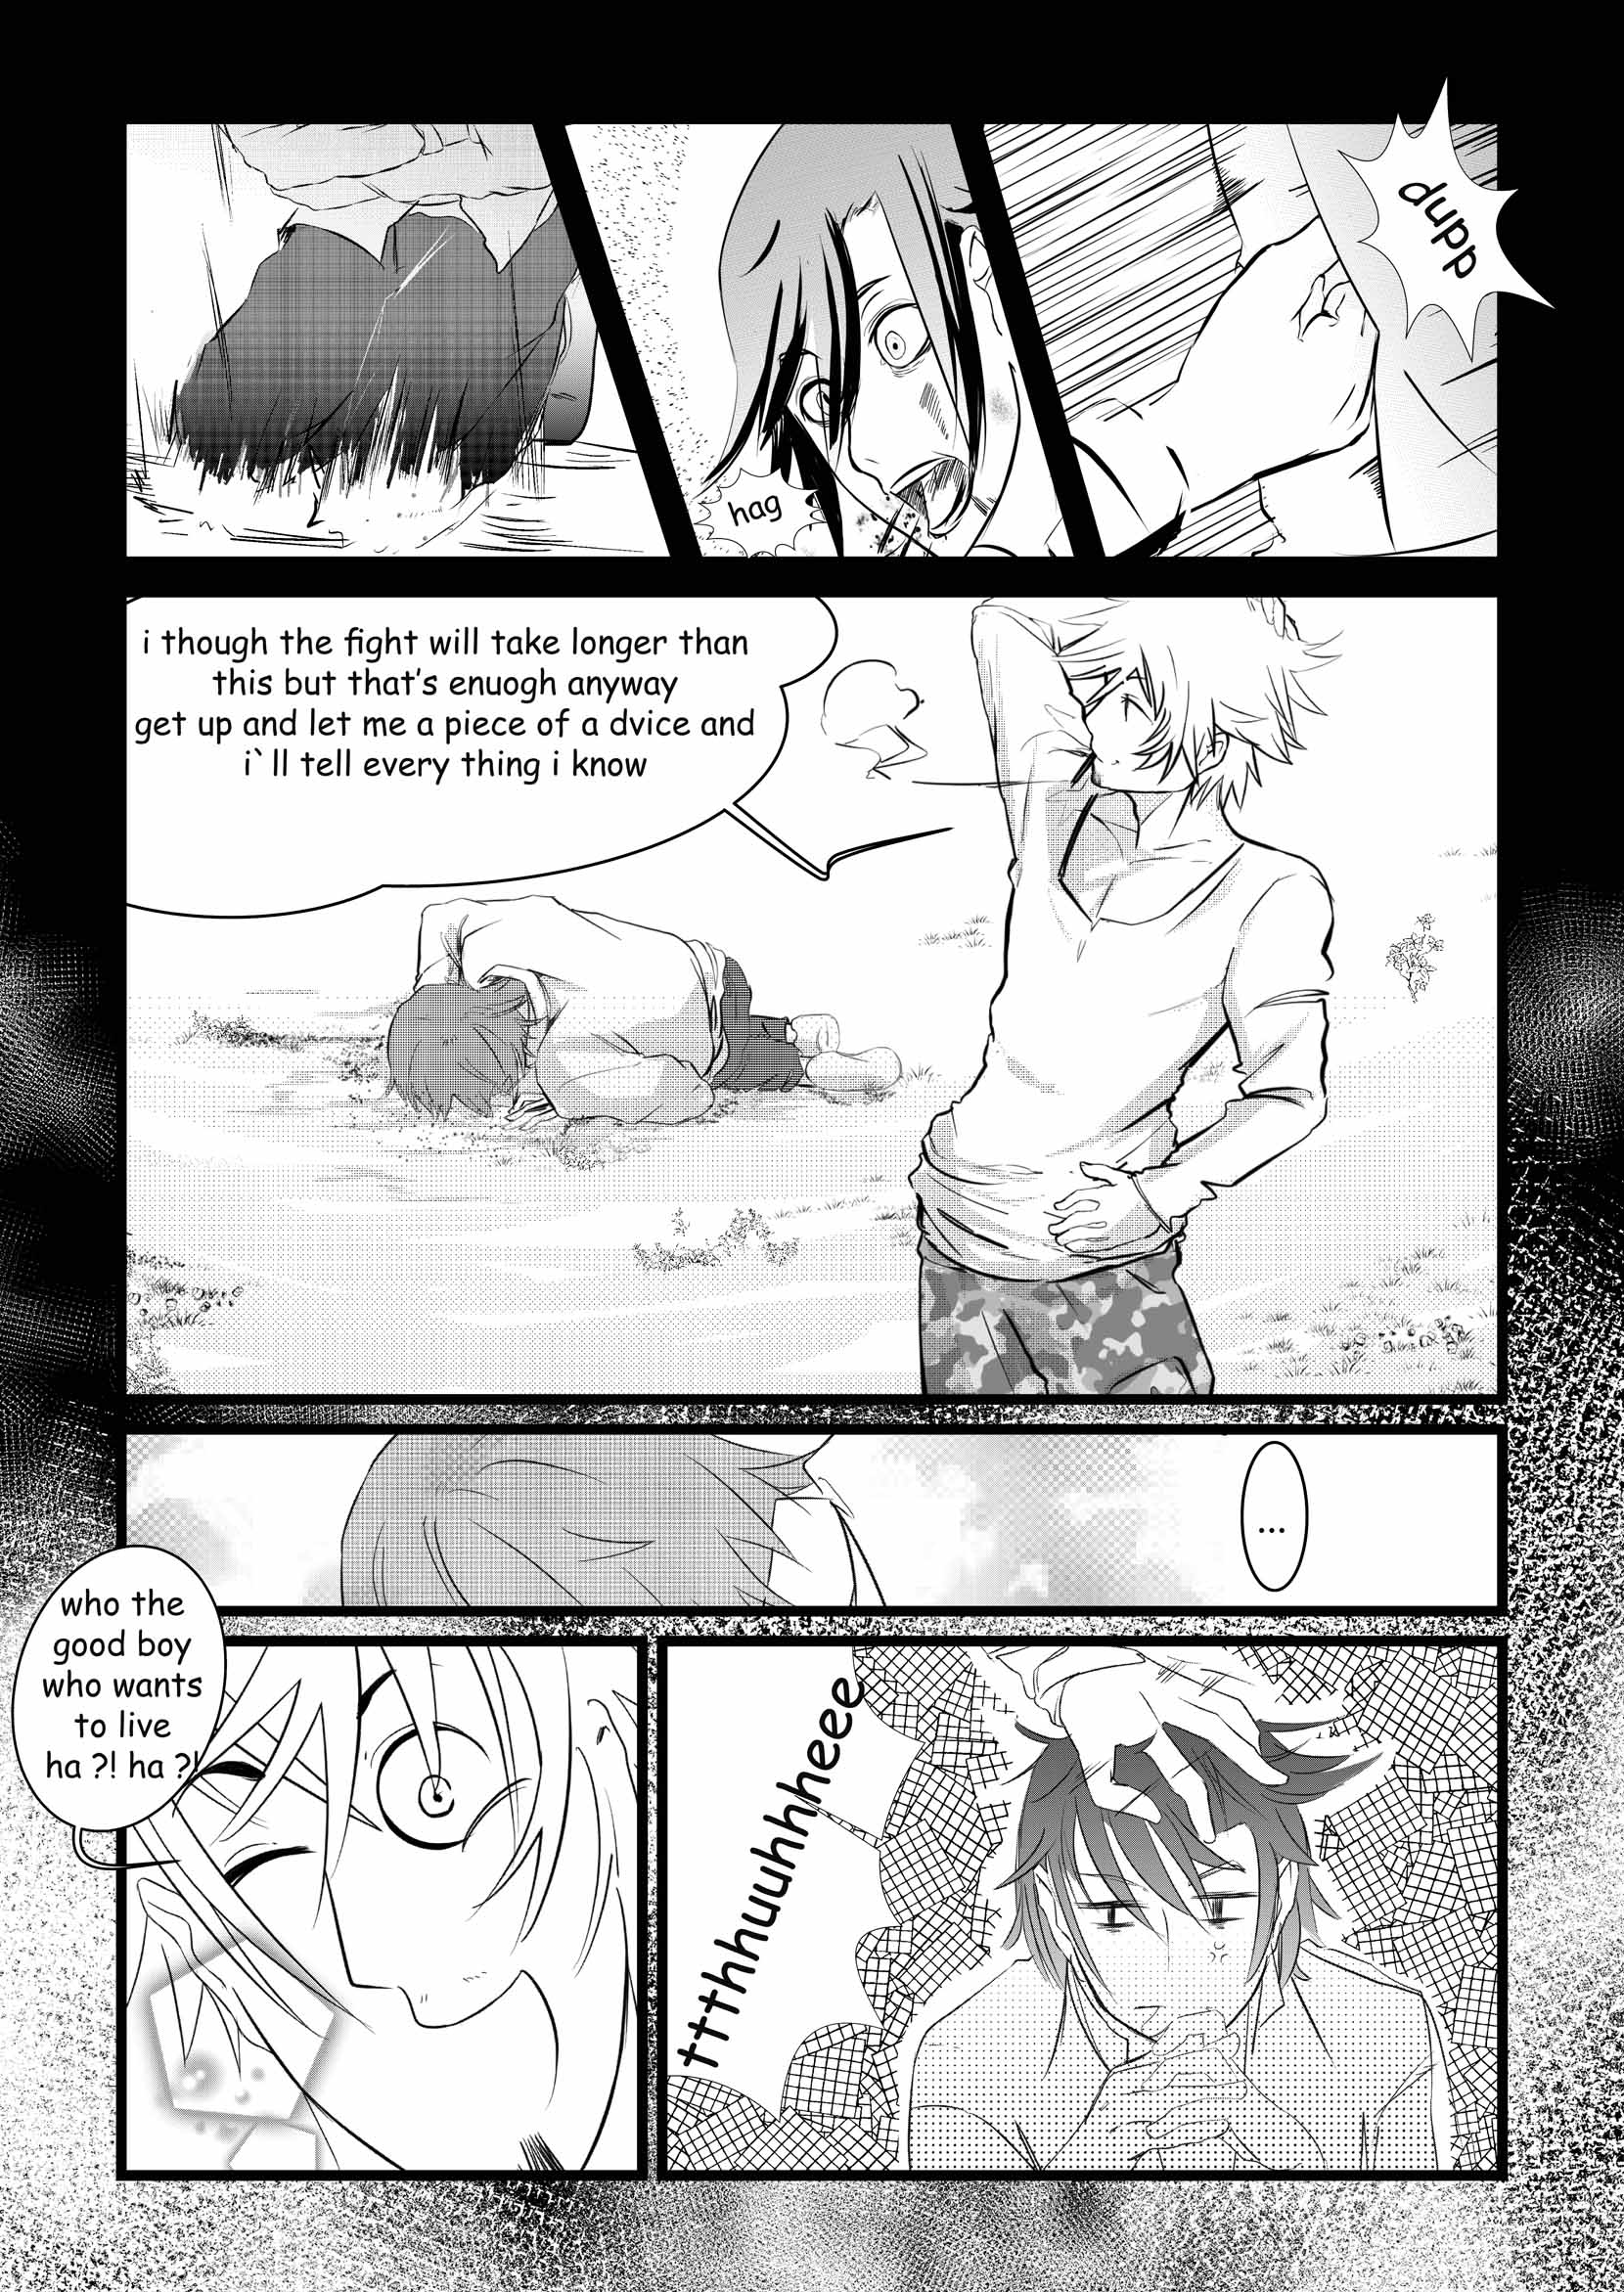 dupp
hag
i though the fight will take longer than
this but that's enuogh anyway
get up and let me a piece of a dvice and
i`ll tell every thing i know
...
ttthhuuhhheeee
who the
good boy
who wants
to live
ha ?! ha ?!